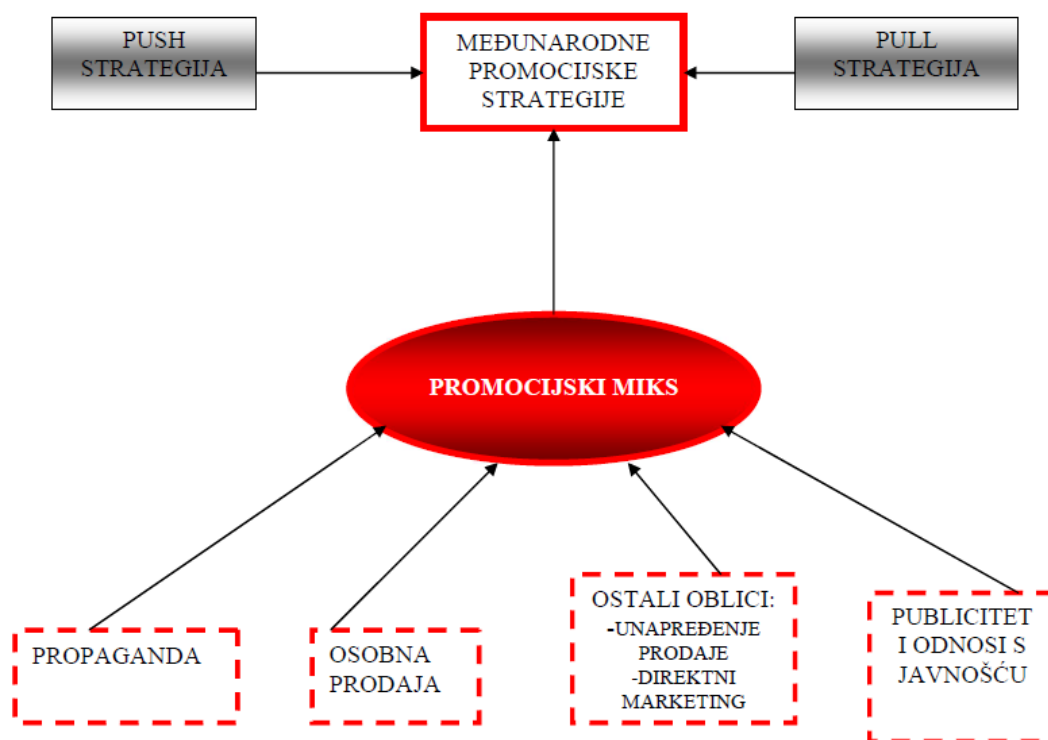 PUSH
STRATEGIJA
MEĐUNARODNE
PROMOCIJSKE
STRATEGIJE
PULL
STRATEGIJA
PROMOCIJSKI MIKS
PROPAGANDA
OSOBNA
PRODAJA
OSTALI OBLICI:
-UNAPREĐENJE
PRODAJE
-DIREKTNI
MARKETING
PUBLICITET
I ODNOSI S
JAVNOŠĆU